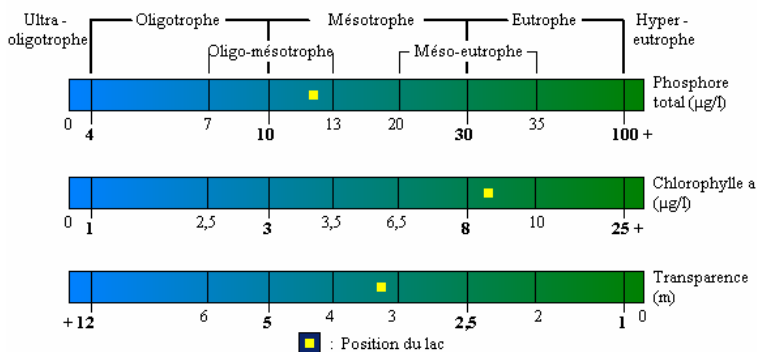 Ultra-
oligotrophe
Oligotrophe
Mésotrophe
Eutrophe
Hyper-
eutrophe
Oligo-mésotrophe
Méso-eutrophe
Phosphore
total (µg/l)
0 4 7 10 13 20 30 35 100 +
Chlorophylle a
(µg/l)
0 1 2,5 3 3,5 6,5 8 10 25 +
Transparence
(m)
+ 12 6 5 4 3 2,5 2 1 0
: Position du lac